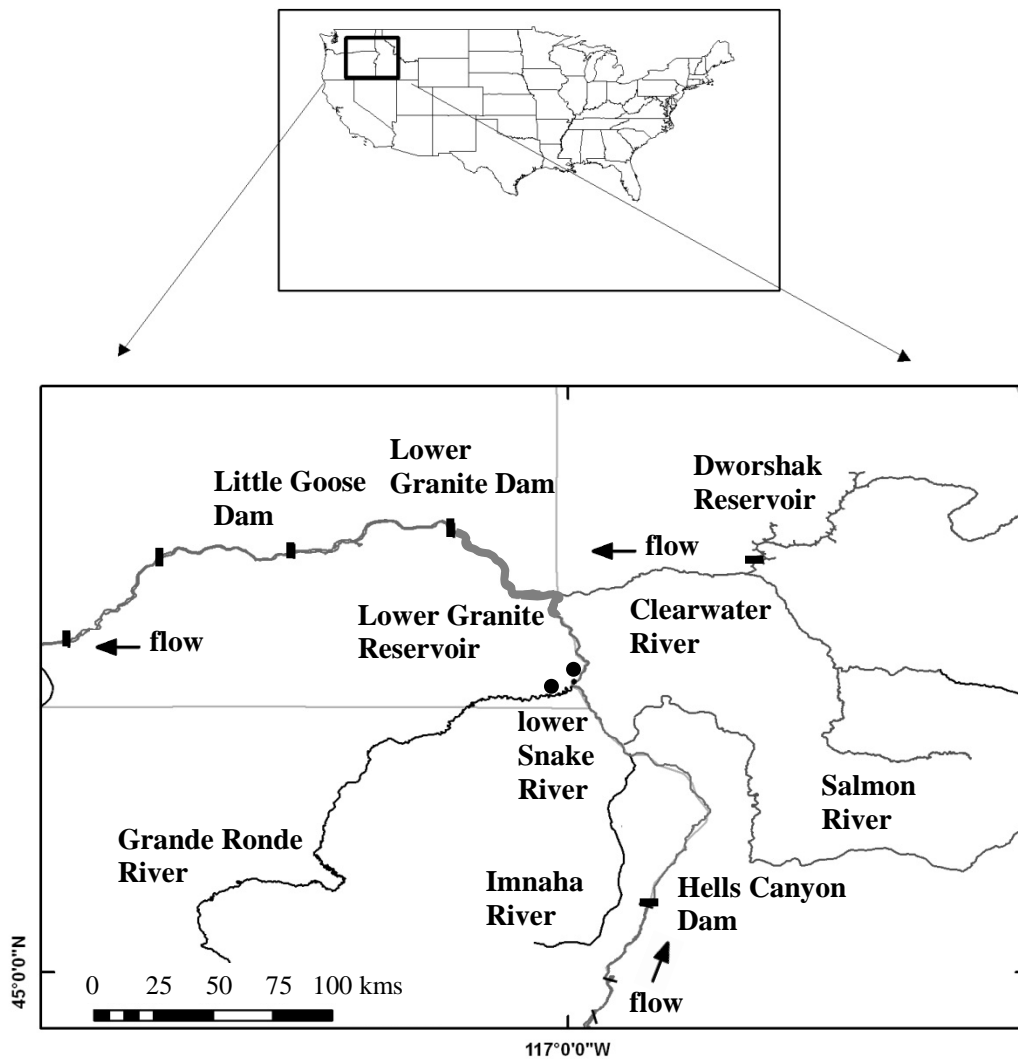 Lower
Granite Dam
Little Goose
Dam
Dworshak
Reservoir
flow
Clearwater
River
Lower Granite
Reservoir
flow
lower
Snake
River
Salmon
River
Grande Ronde
River
Imnaha
River
Hells Canyon
Dam
flow
0 25 50 75 100 kms
45°0'0"N
117°0'0"W